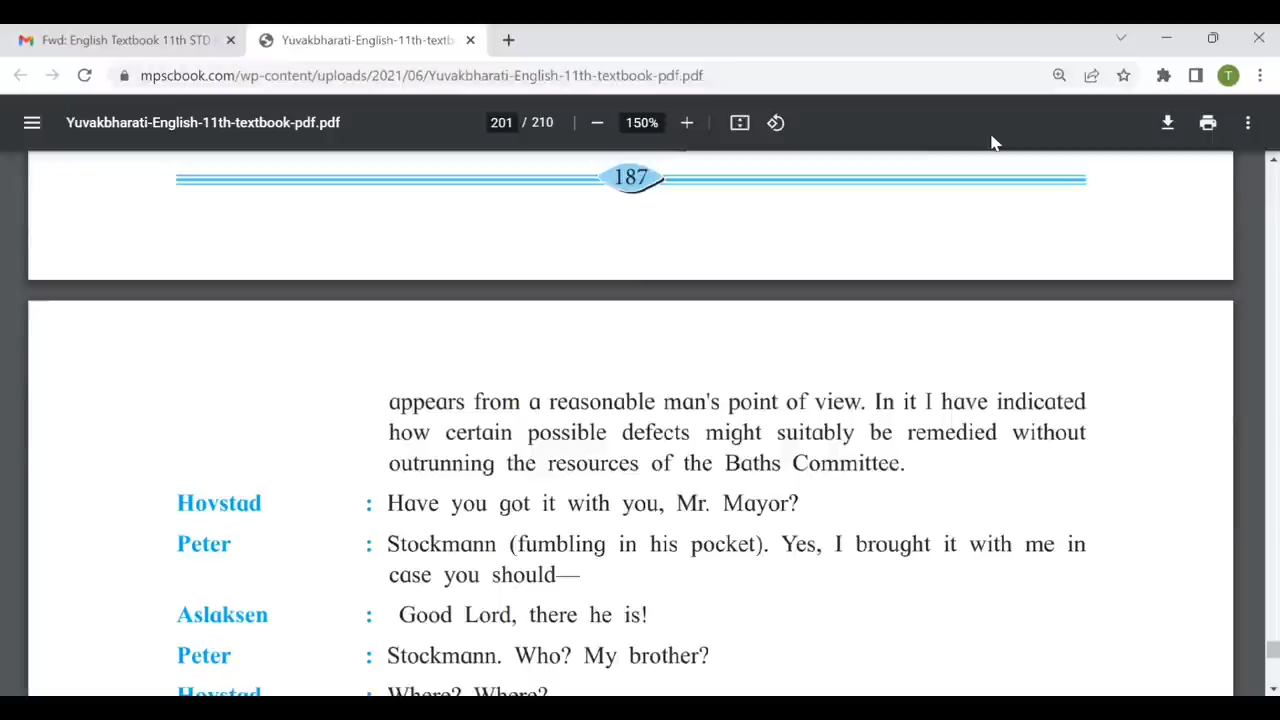 Fwd: English Textbook 11th STD
Yuvakbharati-English-11th-textb
mpscbook.com/wp-content/uploads/2021/06/Yuvakbharati-English-11th-textbook-pdf.pdf
T
Yuvakbharati-English-11th-textbook-pdf.pdf
201 / 210
150%
187
appears from a reasonable man's point of view. In it I have indicated
how certain possible defects might suitably be remedied without
outrunning the resources of the Baths Committee.
Hovstad : Have you got it with you, Mr. Mayor?
Peter : Stockmann (fumbling in his pocket). Yes, I brought it with me in
case you should—
Aslaksen : Good Lord, there he is!
Peter : Stockmann. Who? My brother?
Hovstad : Where? Where?